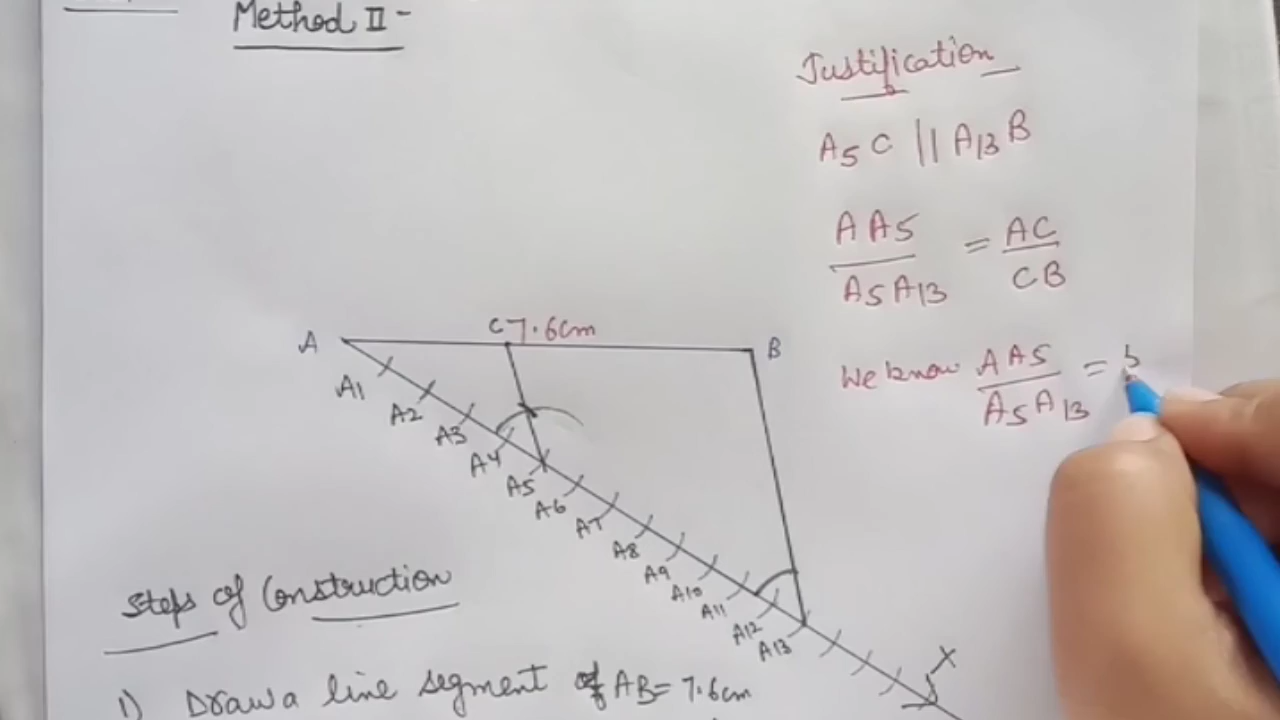 Method II -
Justification
A5C || A13B
AA5 / A5A13 = AC / CB
We know AA5 / A5A13 = 5
A C 7.6cm B
A1
A2
A3
A4
A5
A6
A7
A8
A9
A10
A11
A12
A13
X
Steps of Construction
1) Draw a line segment of AB = 7.6cm